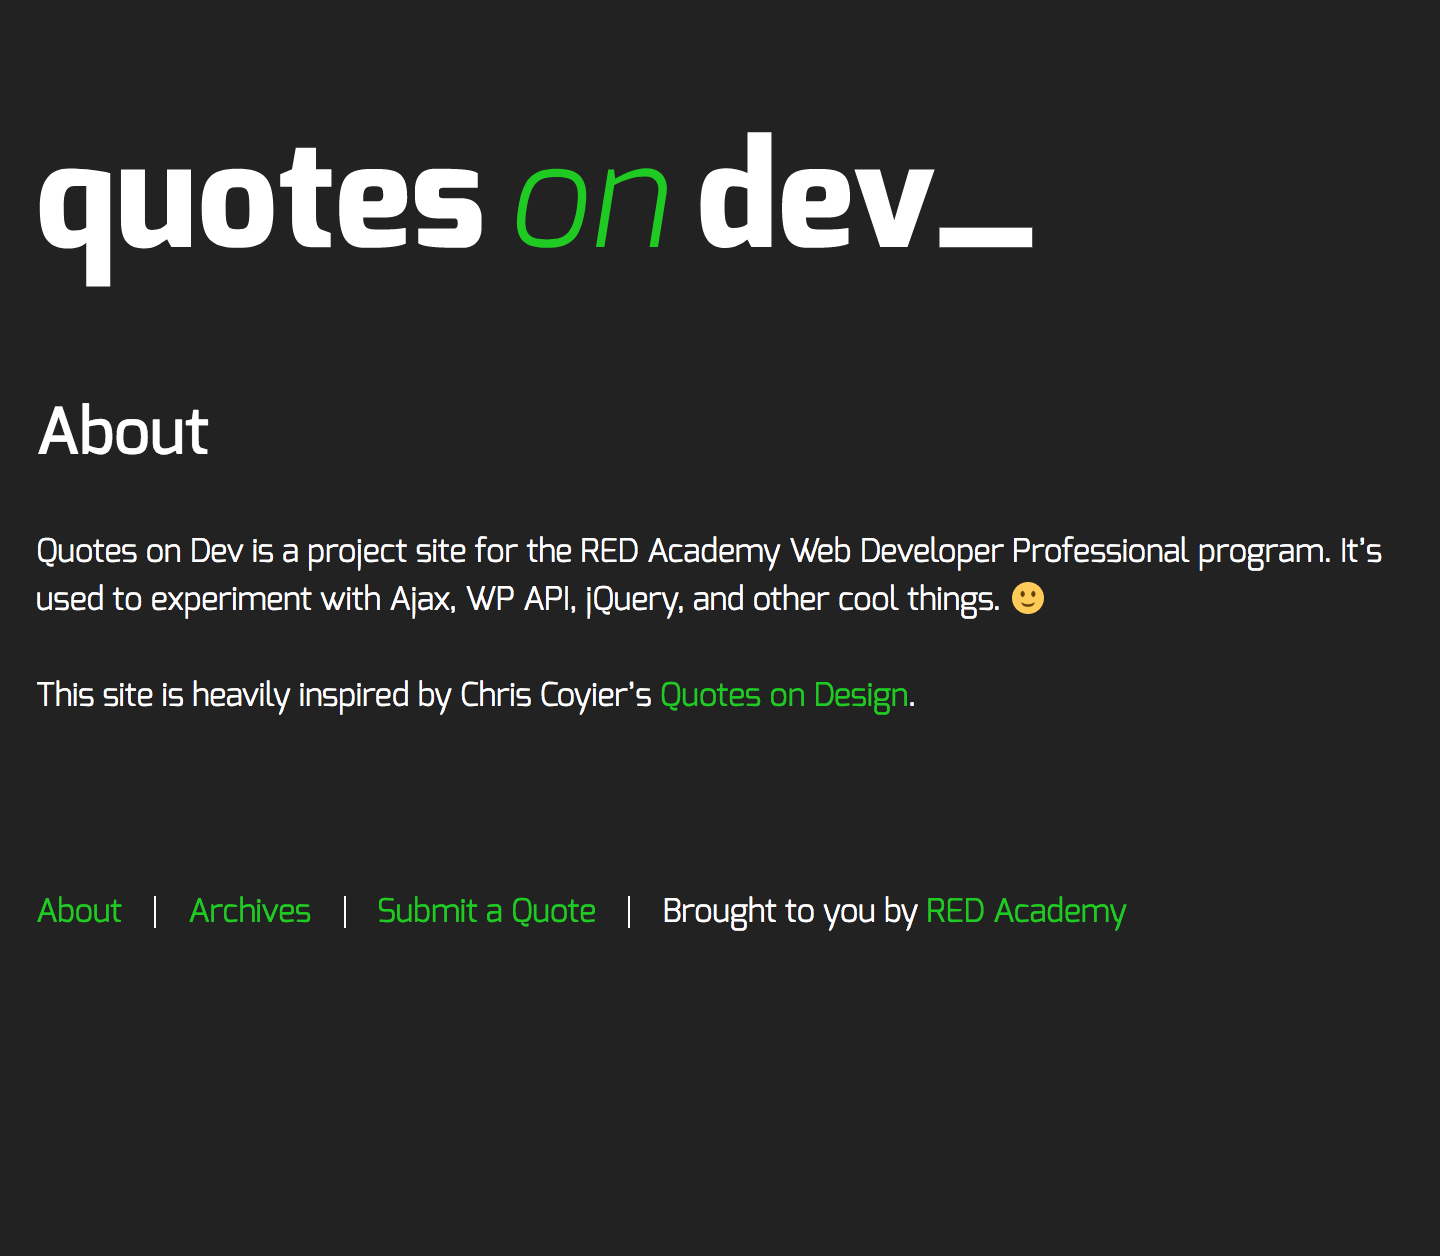 quotes on dev_
About
Quotes on Dev is a project site for the RED Academy Web Developer Professional program. It’s
used to experiment with Ajax, WP API, jQuery, and other cool things. 🙂
This site is heavily inspired by Chris Coyier’s Quotes on Design.
About | Archives | Submit a Quote | Brought to you by RED Academy